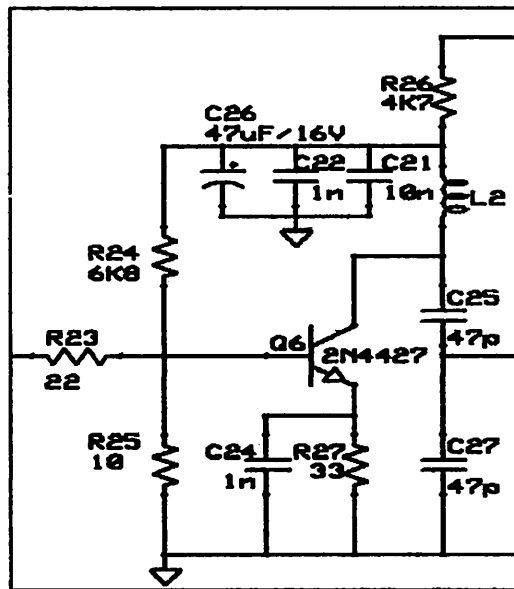 R26
4K7
C26
47uF/16V
C22
1n
C21
10n
L2
R24
6K8
C25
47p
R23
22
Q6
2N4427
R25
10
C24
1n
R27
33
C27
47p